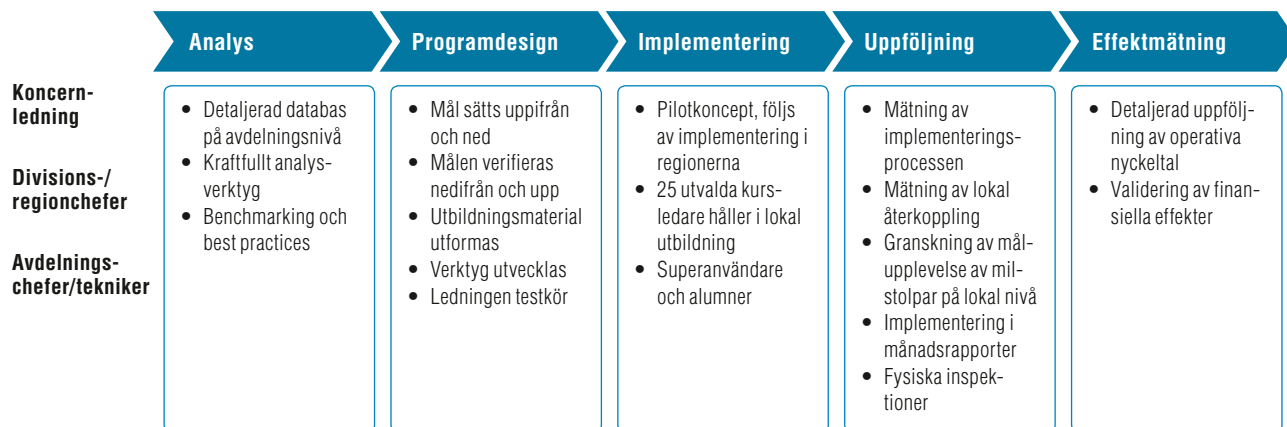 Analys
Programdesign
Implementering
Uppföljning
Effektmätning
Koncern-
ledning
Divisions-/
regionchefer
Avdelnings-
chefer/tekniker
• Detaljerad databas
på avdelningsnivå
• Kraftfullt analys-
verktyg
• Benchmarking och
best practices
• Mål sätts uppifrån
och ned
• Målen verifieras
nedifrån och upp
• Utbildningsmaterial
utformas
• Verktyg utvecklas
• Ledningen testkör
• Pilotkoncept, följs
av implementering i
regionerna
• 25 utvalda kurs-
ledare håller i lokal
utbildning
• Superanvändare
och alumner
• Mätning av
implementerings-
processen
• Mätning av lokal
återkoppling
• Granskning av mål-
upplevelse av mil-
stolpar på lokal nivå
• Implementering i
månadsrapporter
• Fysiska inspek-
tioner
• Detaljerad uppfölj-
ning av operativa
nyckeltal
• Validering av finan-
siella effekter